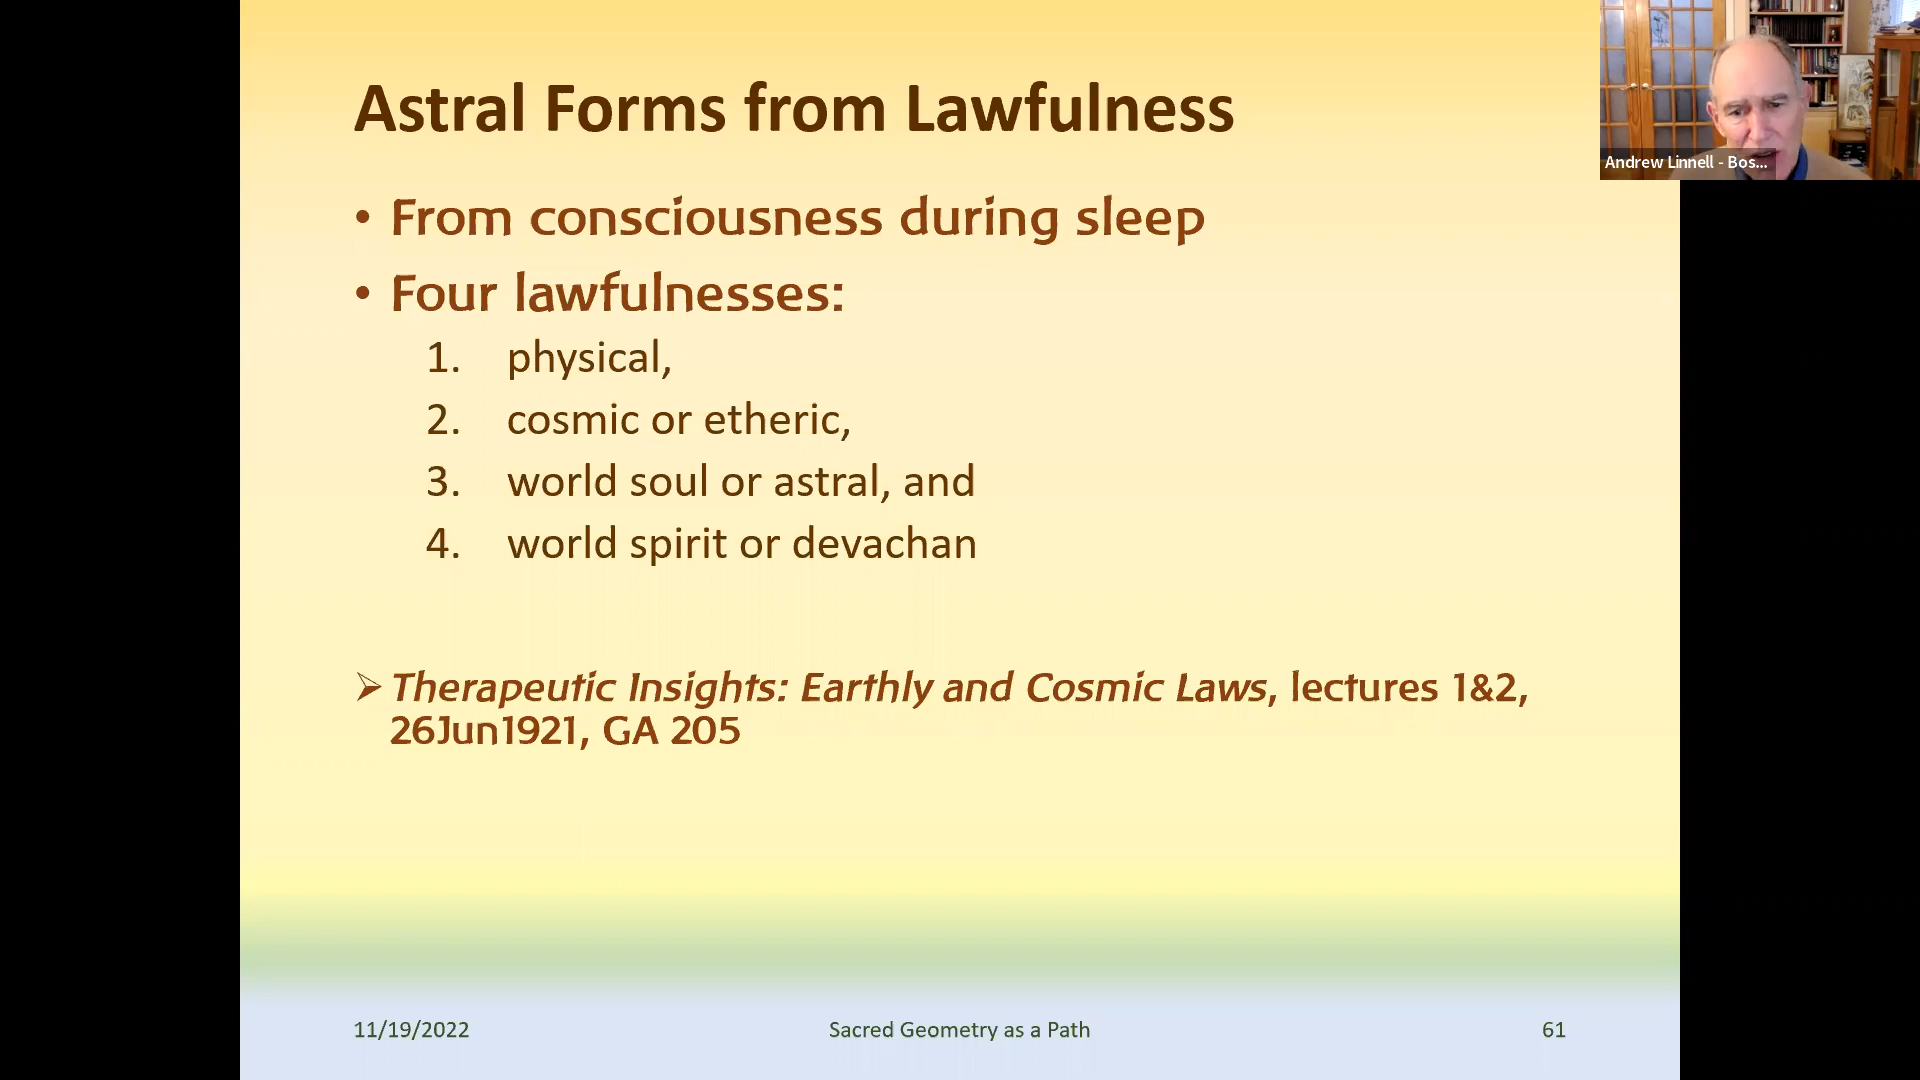 Astral Forms from Lawfulness
• From consciousness during sleep
• Four lawfulnesses:
1. physical,
2. cosmic or etheric,
3. world soul or astral, and
4. world spirit or devachan
➢ Therapeutic Insights: Earthly and Cosmic Laws, lectures 1&2,
26Jun1921, GA 205
11/19/2022 Sacred Geometry as a Path 61
Andrew Linnell - Bos...